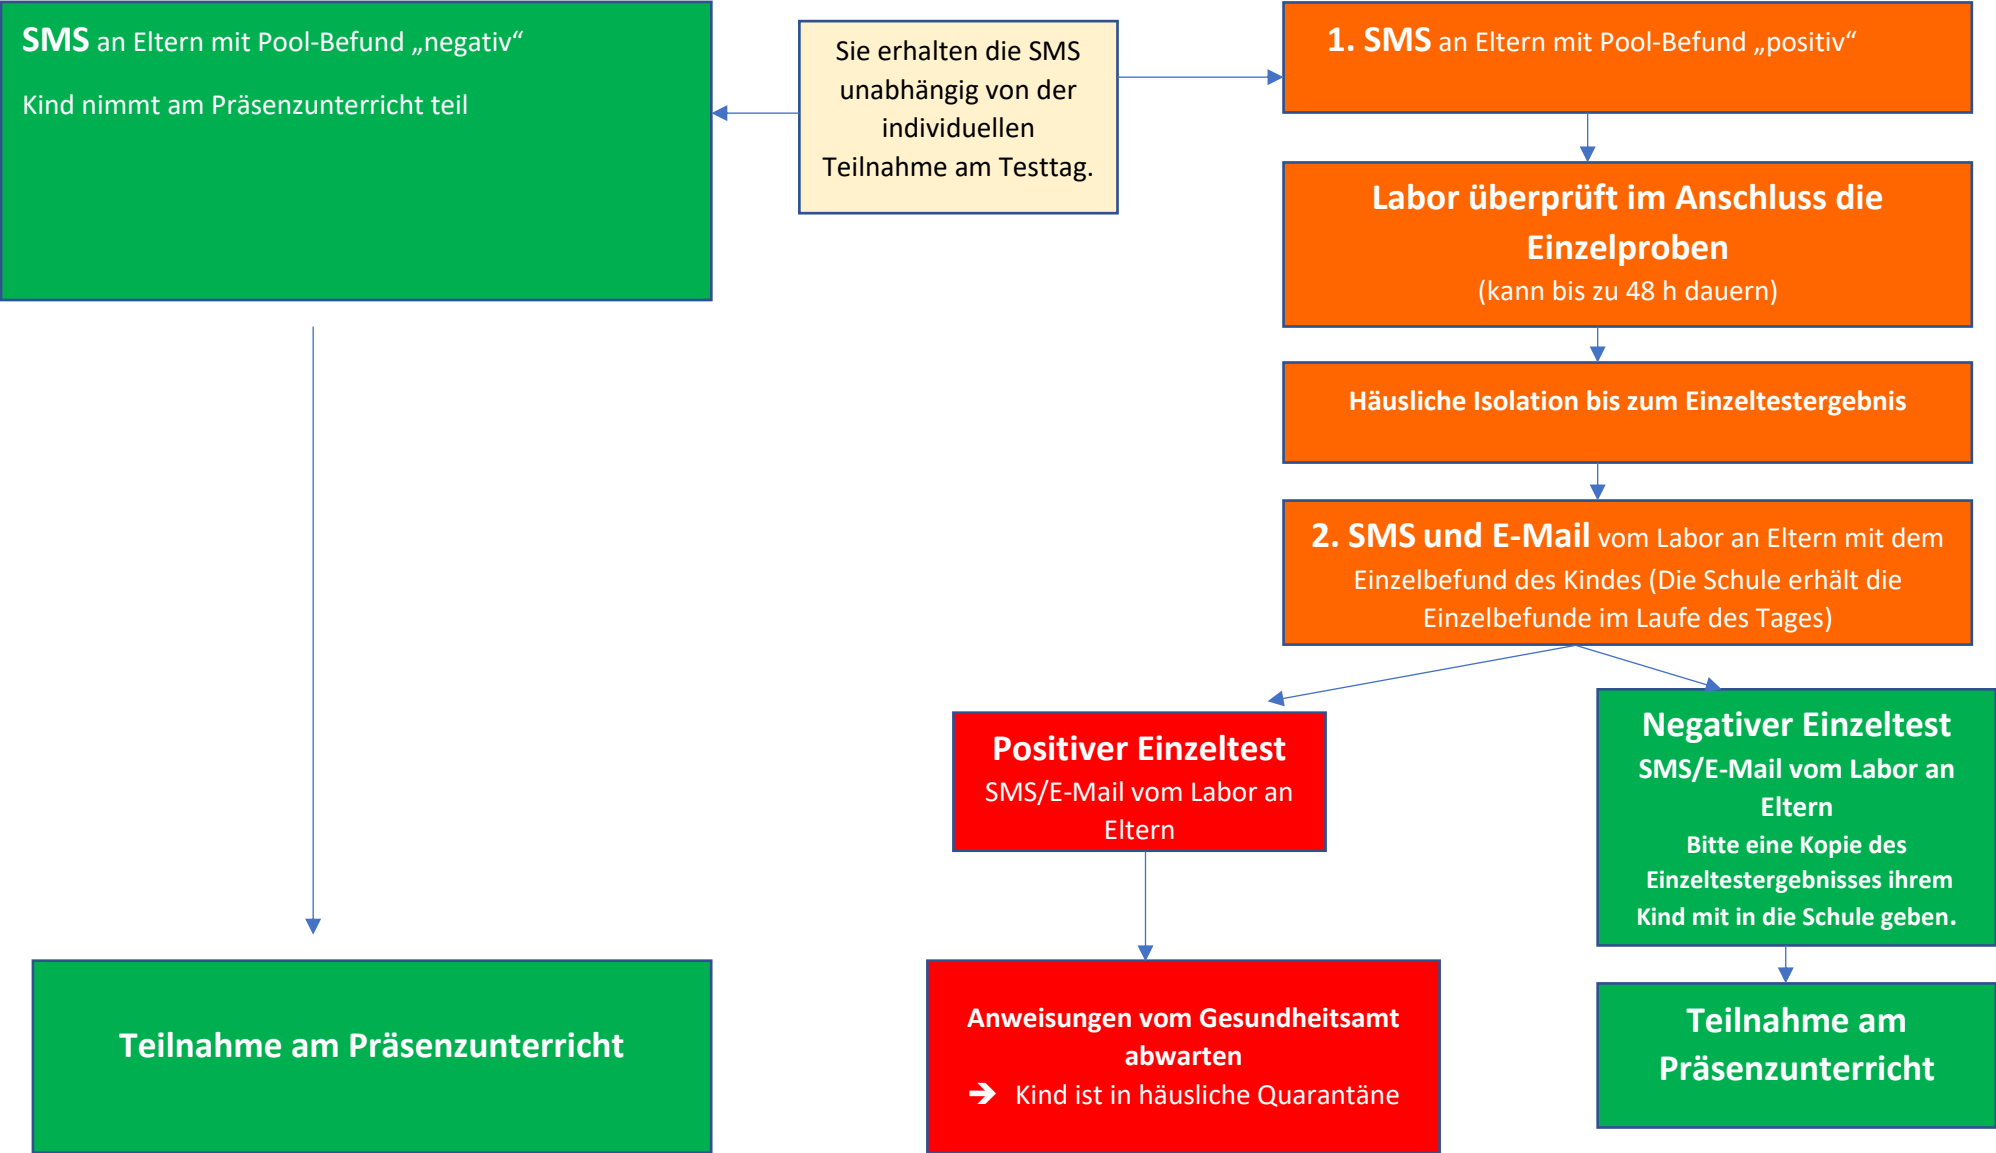 SMS an Eltern mit Pool-Befund „negativ“
Kind nimmt am Präsenzunterricht teil
Sie erhalten die SMS
unabhängig von der
individuellen
Teilnahme am Testtag.
1. SMS an Eltern mit Pool-Befund „positiv“
Labor überprüft im Anschluss die
Einzelproben
(kann bis zu 48 h dauern)
Häusliche Isolation bis zum Einzeltestergebnis
2. SMS und E-Mail vom Labor an Eltern mit dem
Einzelbefund des Kindes (Die Schule erhält die
Einzelbefunde im Laufe des Tages)
Positiver Einzeltest
SMS/E-Mail vom Labor an
Eltern
Negativer Einzeltest
SMS/E-Mail vom Labor an
Eltern
Bitte eine Kopie des
Einzeltestergebnisses ihrem
Kind mit in die Schule geben.
Teilnahme am Präsenzunterricht
Anweisungen vom Gesundheitsamt
abwarten
➔ Kind ist in häusliche Quarantäne
Teilnahme am
Präsenzunterricht